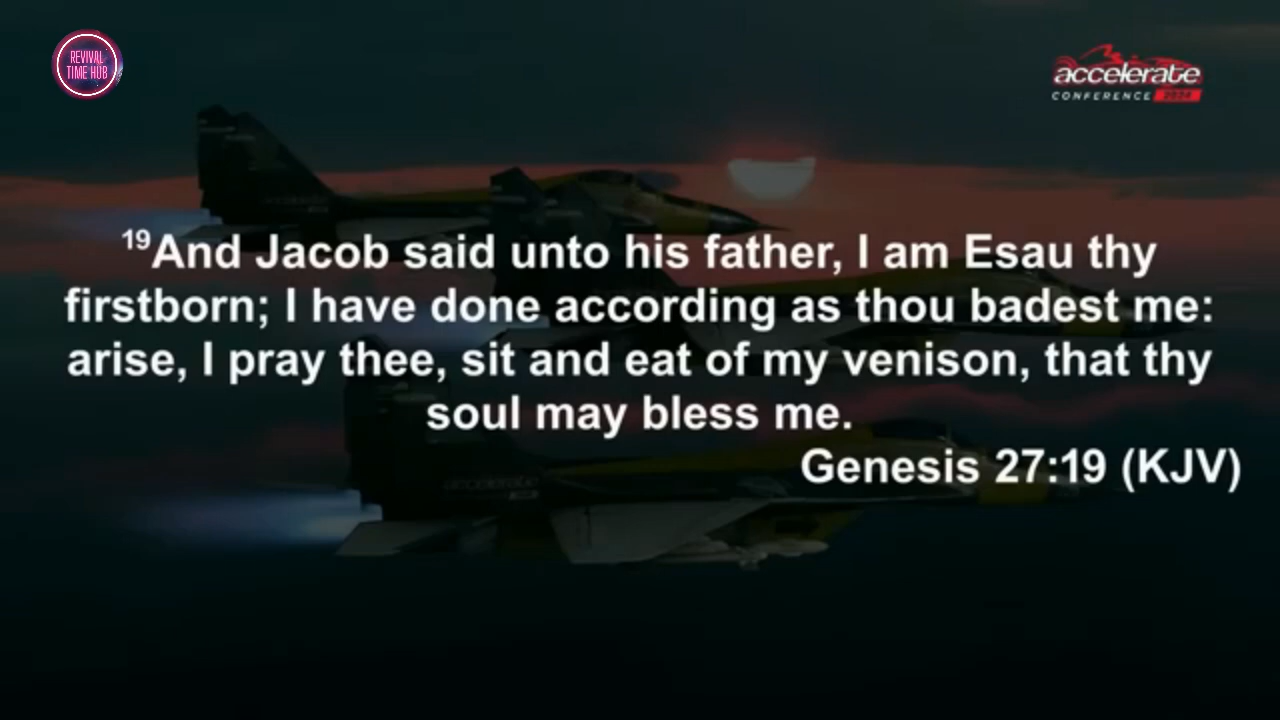 REVIVAL
TIME HUB
accelerate
CONFERENCE 2024
19And Jacob said unto his father, I am Esau thy
firstborn; I have done according as thou badest me:
arise, I pray thee, sit and eat of my venison, that thy
soul may bless me.
Genesis 27:19 (KJV)
accelerate